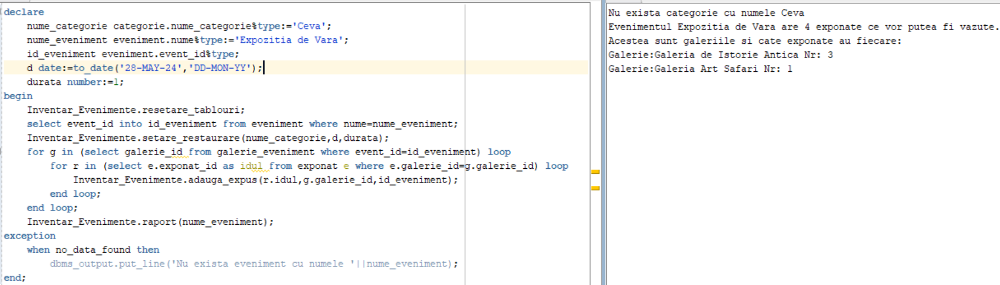 declare
    nume_categorie categorie.nume_categorie%type:='Ceva';
    nume_eveniment eveniment.nume%type:='Expozitia de Vara';
    id_eveniment eveniment.event_id%type;
    d date:=to_date('28-MAY-24','DD-MON-YY');
    durata number:=1;
begin
    Inventar_Evenimente.resetare_tablouri;
    select event_id into id_eveniment from eveniment where nume=nume_eveniment;
    Inventar_Evenimente.setare_restaurare(nume_categorie,d,durata);
    for g in (select galerie_id from galerie_eveniment where event_id=id_eveniment) loop
        for r in (select e.exponat_id as idul from exponat e where e.galerie_id=g.galerie_id) loop
            Inventar_Evenimente.adauga_expus(r.idul,g.galerie_id,id_eveniment);
        end loop;
    end loop;
    Inventar_Evenimente.raport(nume_eveniment);
exception
    when no_data_found then
        dbms_output.put_line('Nu exista eveniment cu numele '||nume_eveniment);
end;
Nu exista categorie cu numele Ceva
Evenimentul Expozitia de Vara are 4 exponate ce vor putea fi vazute.
Acestea sunt galeriile si cate exponate au fiecare:
Galerie:Galeria de Istorie Antica Nr: 3
Galerie:Galeria Art Safari Nr: 1